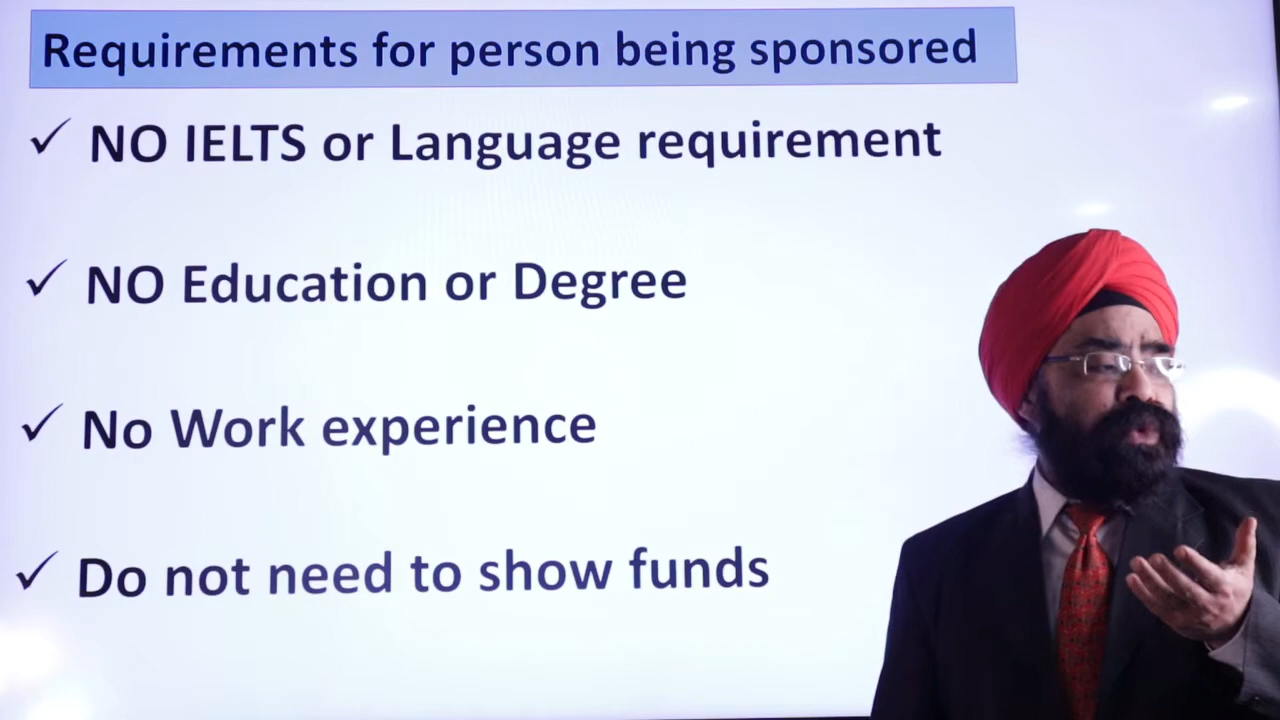 Requirements for person being sponsored
✓ NO IELTS or Language requirement
✓ NO Education or Degree
✓ No Work experience
✓ Do not need to show funds